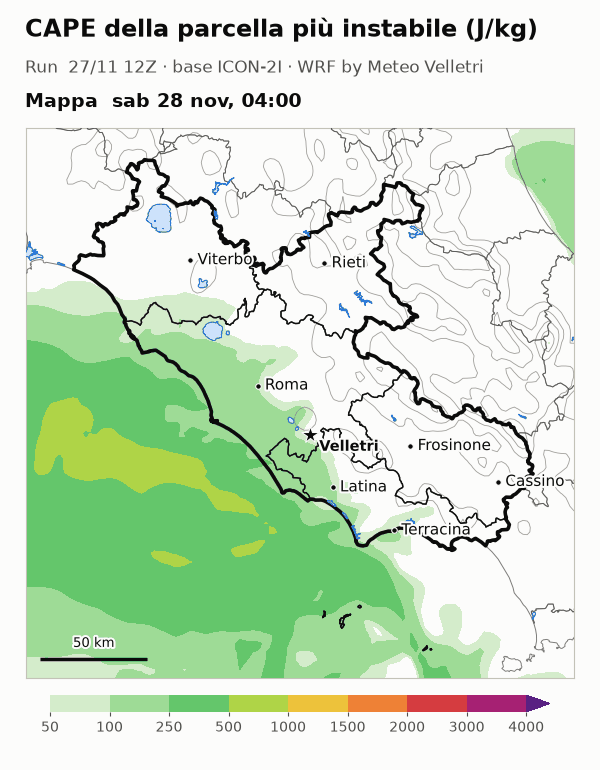 CAPE della parcella più instabile (J/kg)
Run  27/11 12Z · base ICON-2I · WRF by Meteo Velletri
Mappa  sab 28 nov, 04:00
Viterbo
Rieti
Roma
Velletri
Frosinone
Latina
Cassino
Terracina
50 km
50 100 250 500 1000 1500 2000 3000 4000